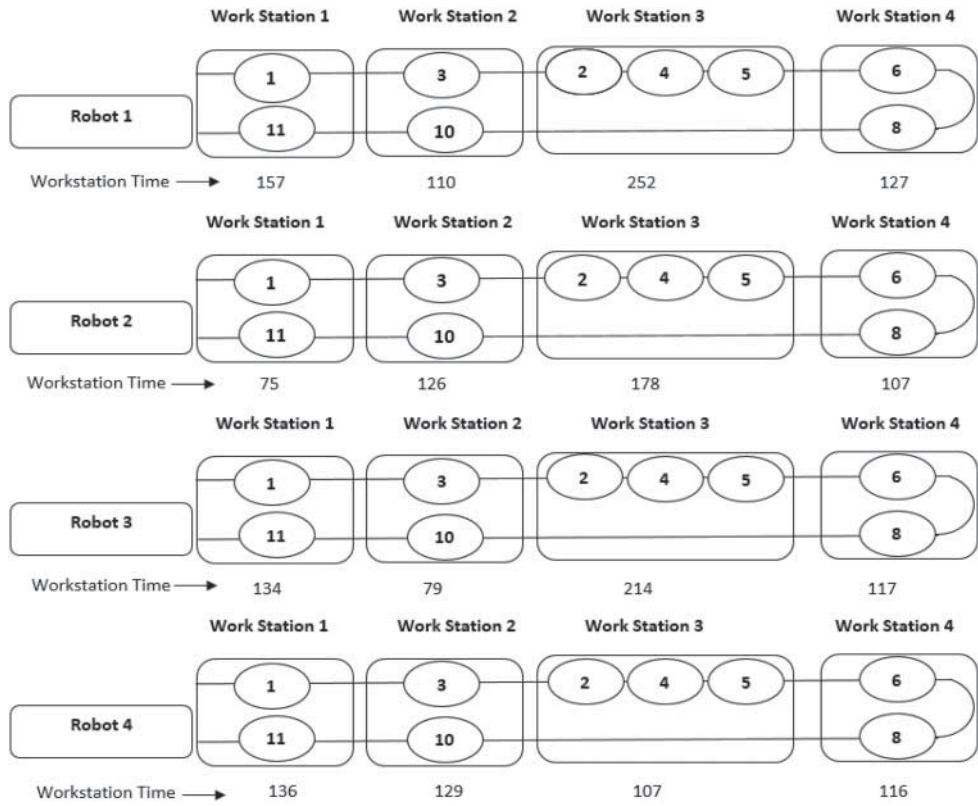 Work Station 1 Work Station 2 Work Station 3 Work Station 4
1 3 2 4 5 6
Robot 1
11 10 8
Workstation Time 157 110 252 127
Work Station 1 Work Station 2 Work Station 3 Work Station 4
1 3 2 4 5 6
Robot 2
11 10 8
Workstation Time 75 126 178 107
Work Station 1 Work Station 2 Work Station 3 Work Station 4
1 3 2 4 5 6
Robot 3
11 10 8
Workstation Time 134 79 214 117
Work Station 1 Work Station 2 Work Station 3 Work Station 4
1 3 2 4 5 6
Robot 4
11 10 8
Workstation Time 136 129 107 116